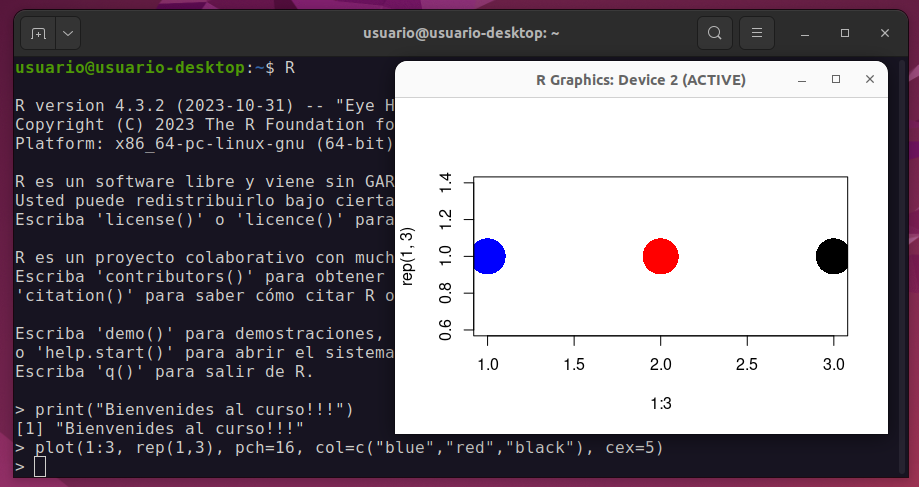 usuario@usuario-desktop: ~
usuario@usuario-desktop:~$ R
R version 4.3.2 (2023-10-31) -- "Eye H
Copyright (C) 2023 The R Foundation fo
Platform: x86_64-pc-linux-gnu (64-bit)
R es un software libre y viene sin GAR
Usted puede redistribuirlo bajo cierta
Escriba 'license()' o 'licence()' para
R es un proyecto colaborativo con much
Escriba 'contributors()' para obtener
'citation()' para saber cómo citar R o
Escriba 'demo()' para demostraciones,
o 'help.start()' para abrir el sistema
Escriba 'q()' para salir de R.
> print("Bienvenides al curso!!!")
[1] "Bienvenides al curso!!!"
> plot(1:3, rep(1,3), pch=16, col=c("blue","red","black"), cex=5)
>
R Graphics: Device 2 (ACTIVE)
rep(1, 3)
1.4
1.2
1.0
0.8
0.6
1.0 1.5 2.0 2.5 3.0
1:3